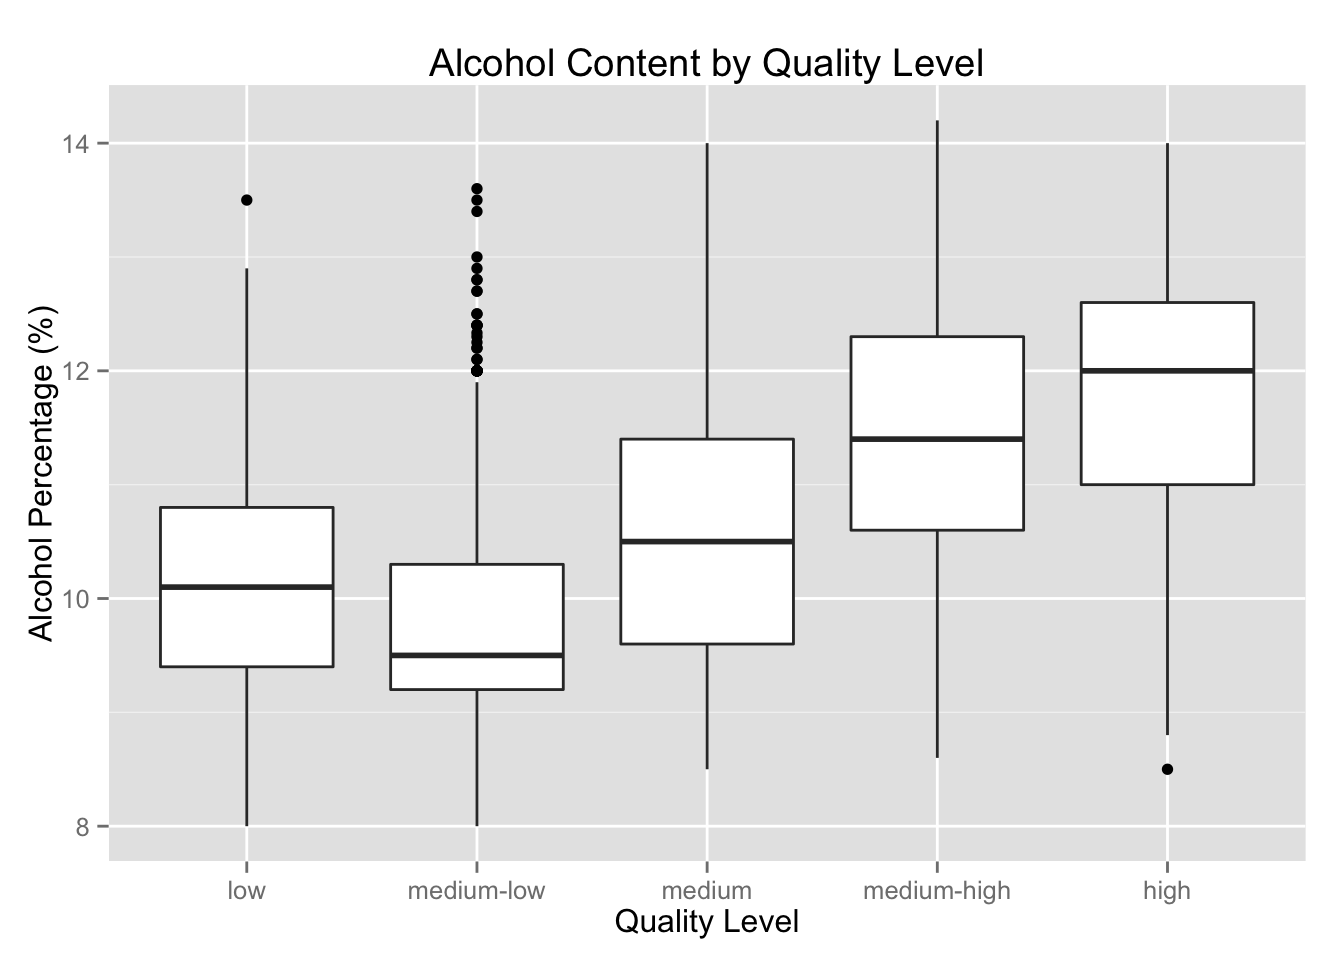 Alcohol Content by Quality Level
Alcohol Percentage (%)
14
12
10
8
low medium-low medium medium-high high
Quality Level